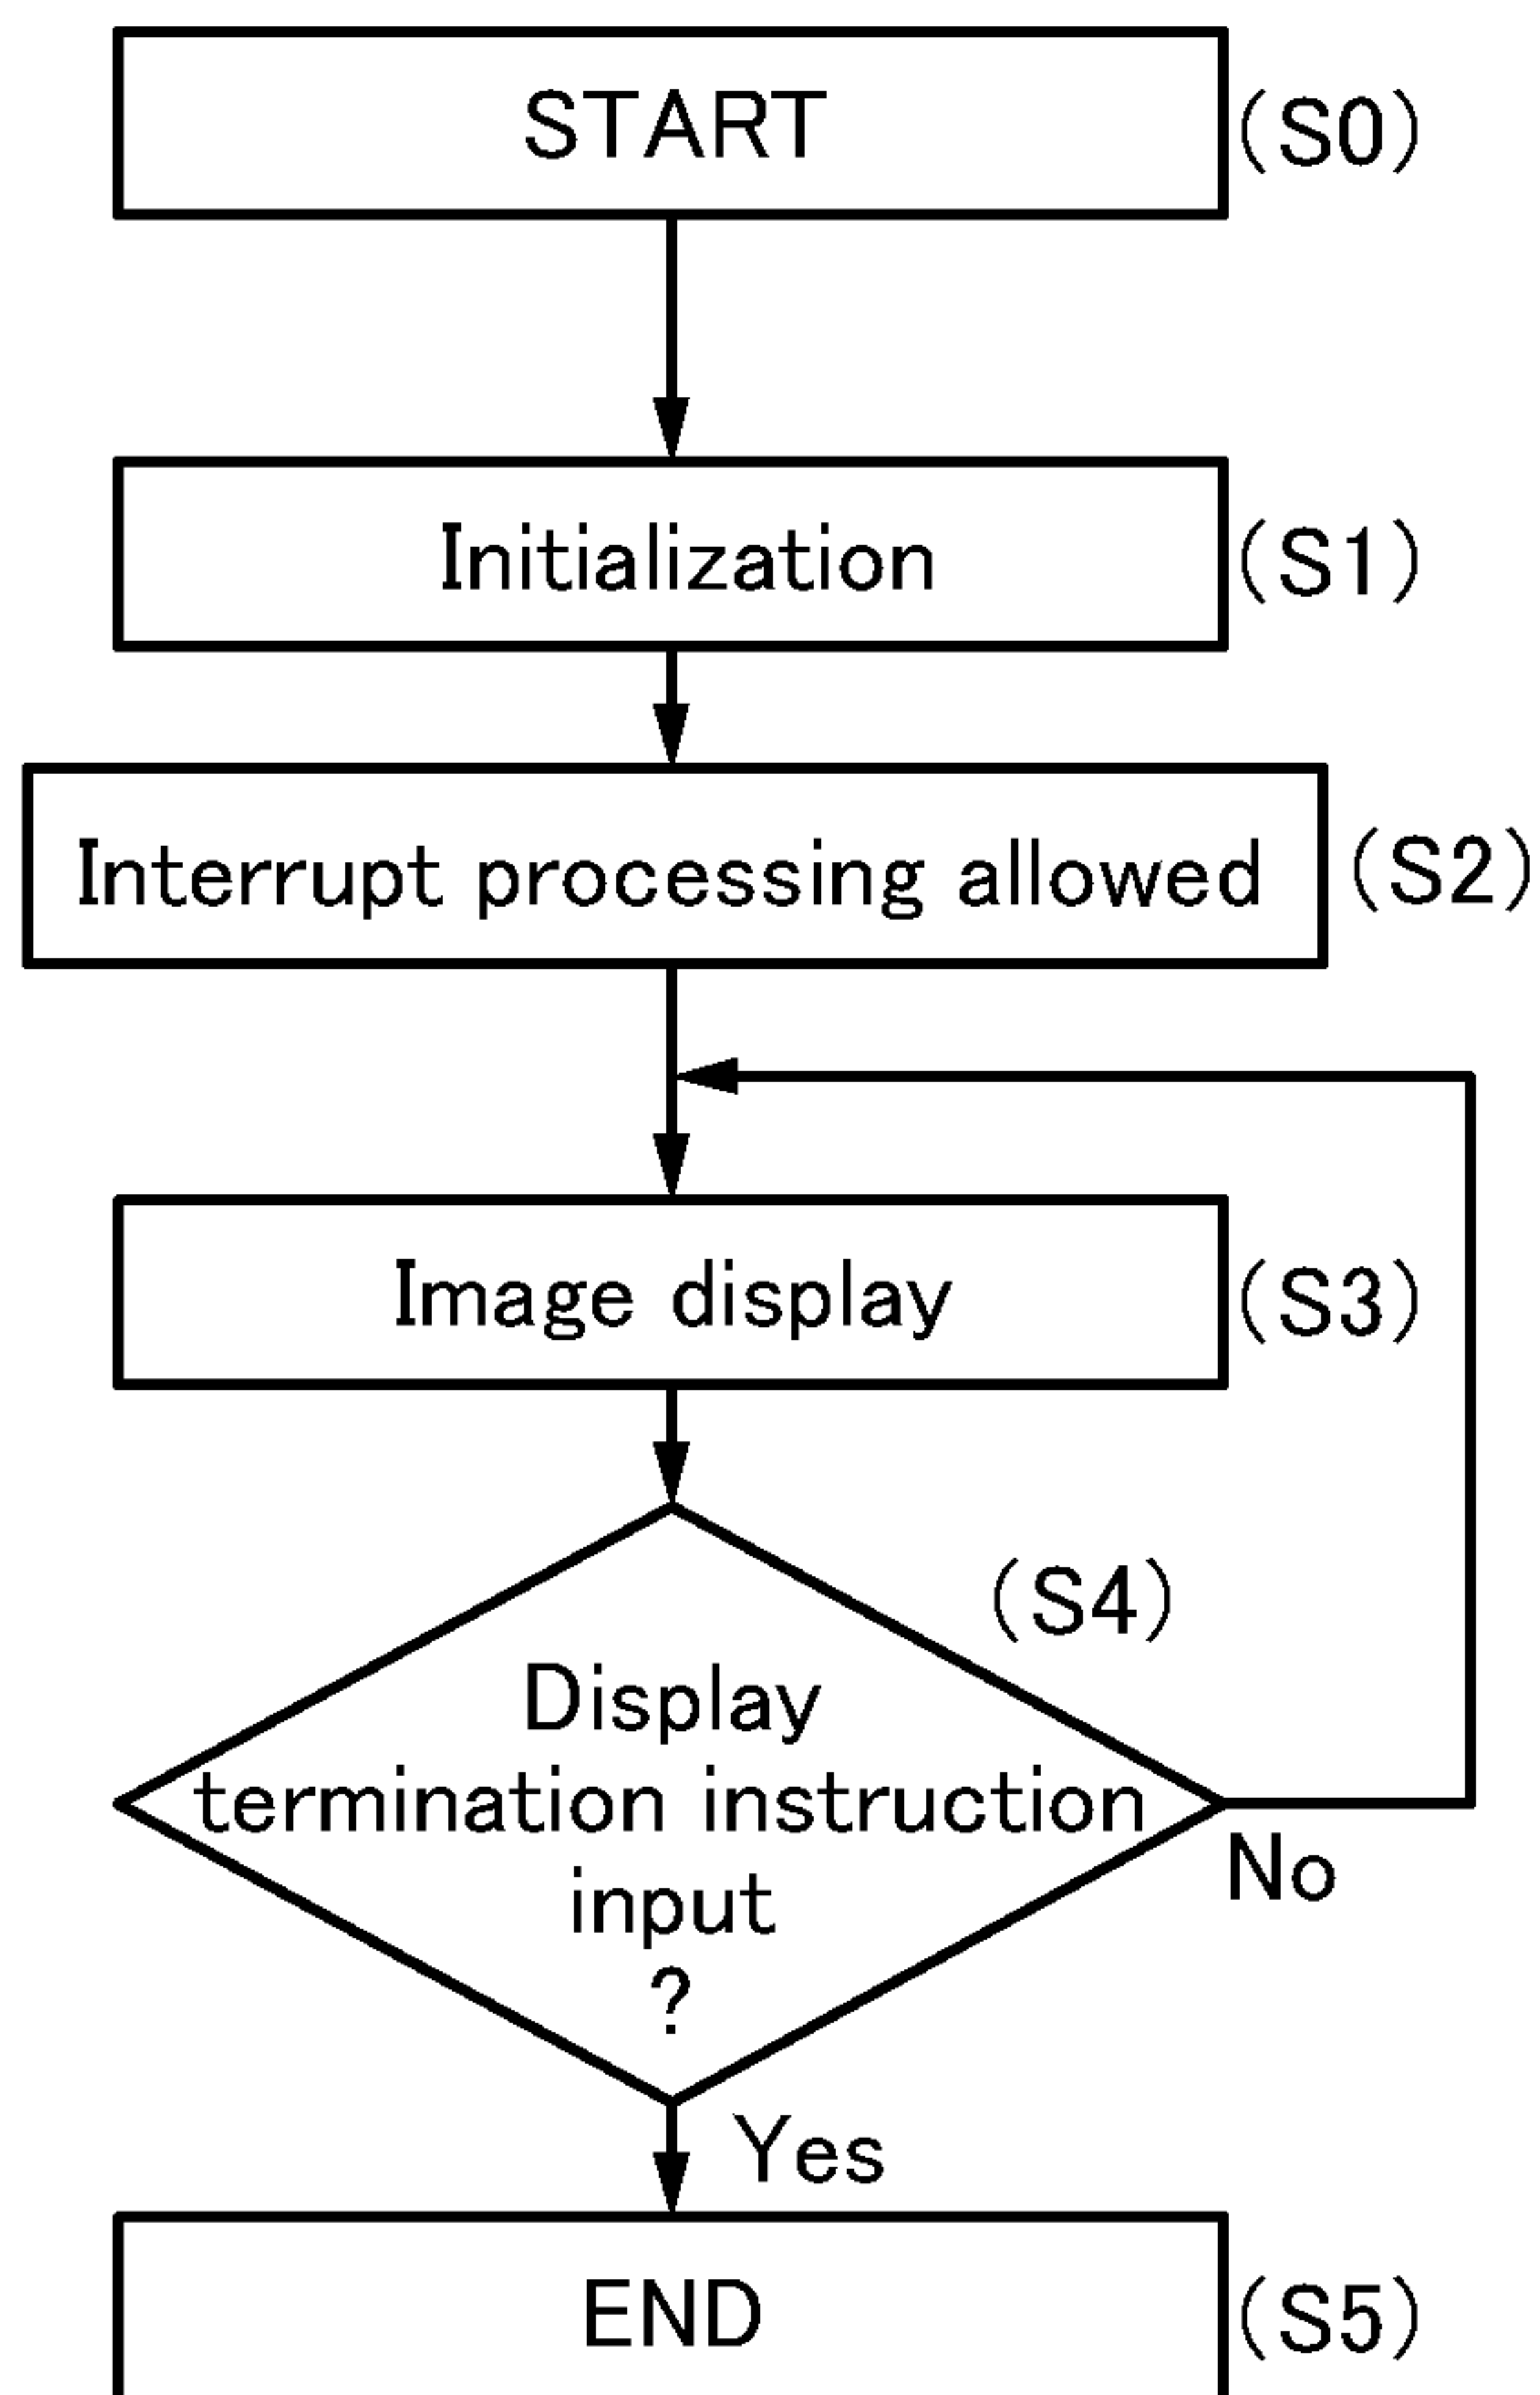 START
(S0)
Initialization
(S1)
Interrupt processing allowed
(S2)
Image display
(S3)
(S4)
Display
termination instruction
input
?
No
Yes
END
(S5)